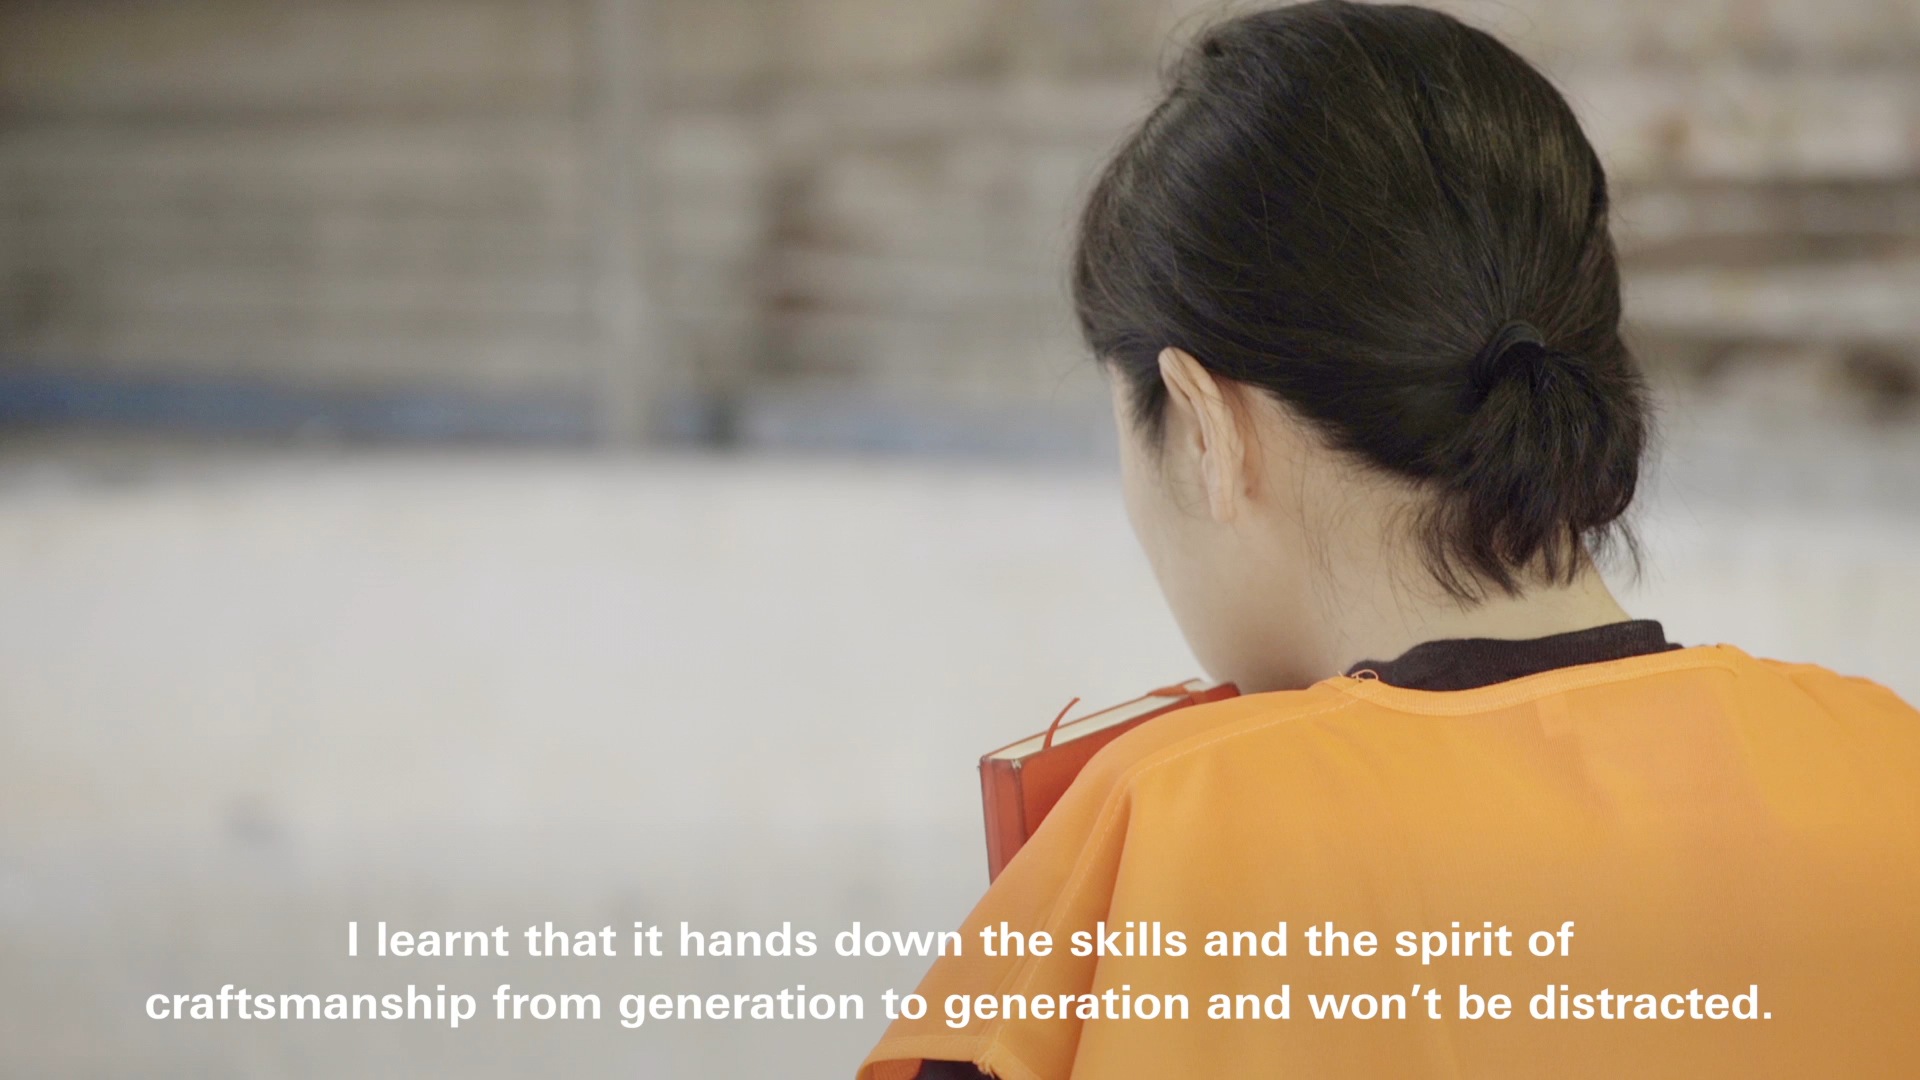 I learnt that it hands down the skills and the spirit of
craftsmanship from generation to generation and won’t be distracted.